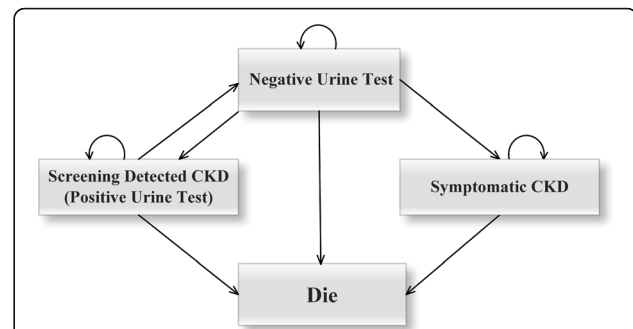 Negative Urine Test
Screening Detected CKD
(Positive Urine Test)
Symptomatic CKD
Die